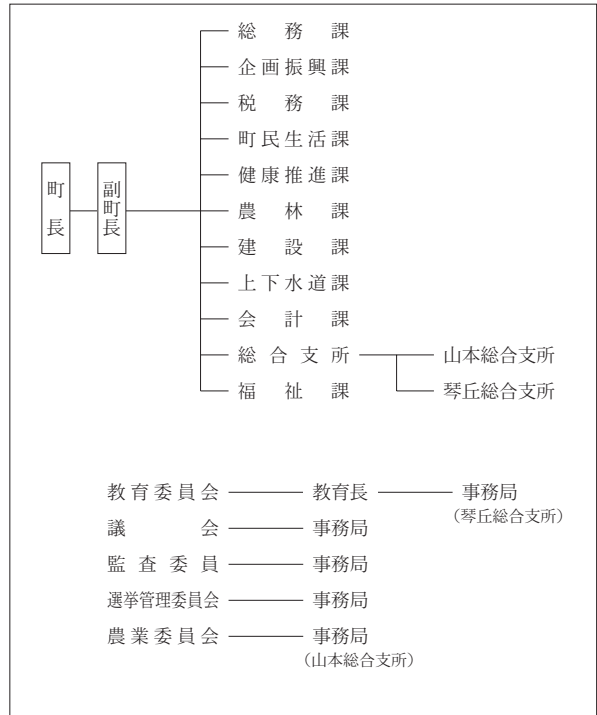 総務課
企画振興課
税務課
町民生活課
健康推進課
町長 副町長 農林課
建設課
上下水道課
会計課
総合支所 山本総合支所
福祉課 琴丘総合支所
教育委員会 教育長 事務局
(琴丘総合支所)
議会 事務局
監査委員 事務局
選挙管理委員会 事務局
農業委員会 事務局
(山本総合支所)